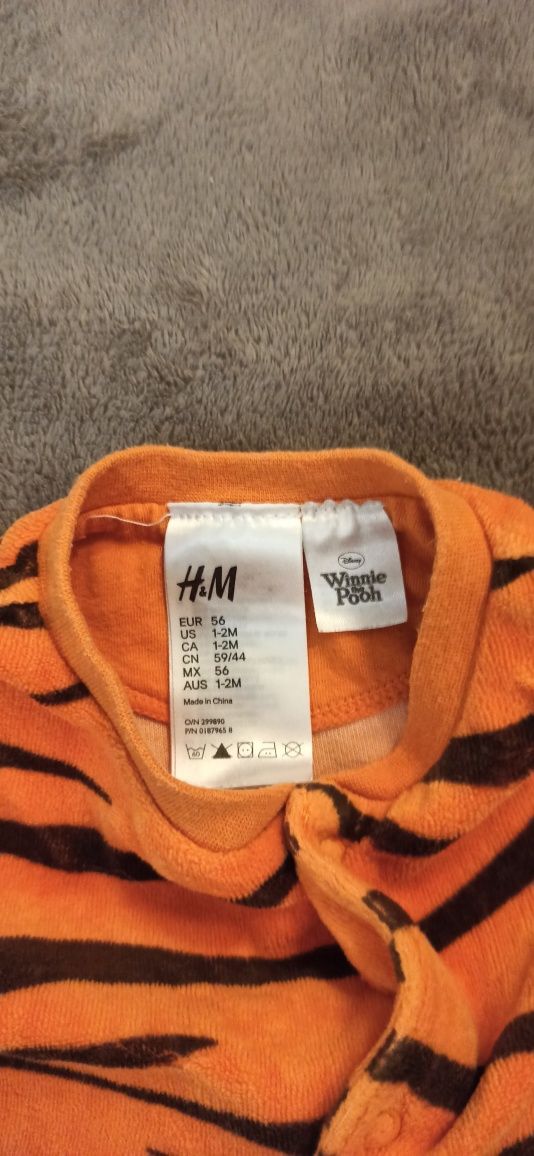 H&M
EUR 56
US 1-2M
CA 1-2M
CN 59/44
MX 56
AUS 1-2M
Made in China
O/N 299890
P/N 0187965 8
40
Disney
Winnie
the
Pooh